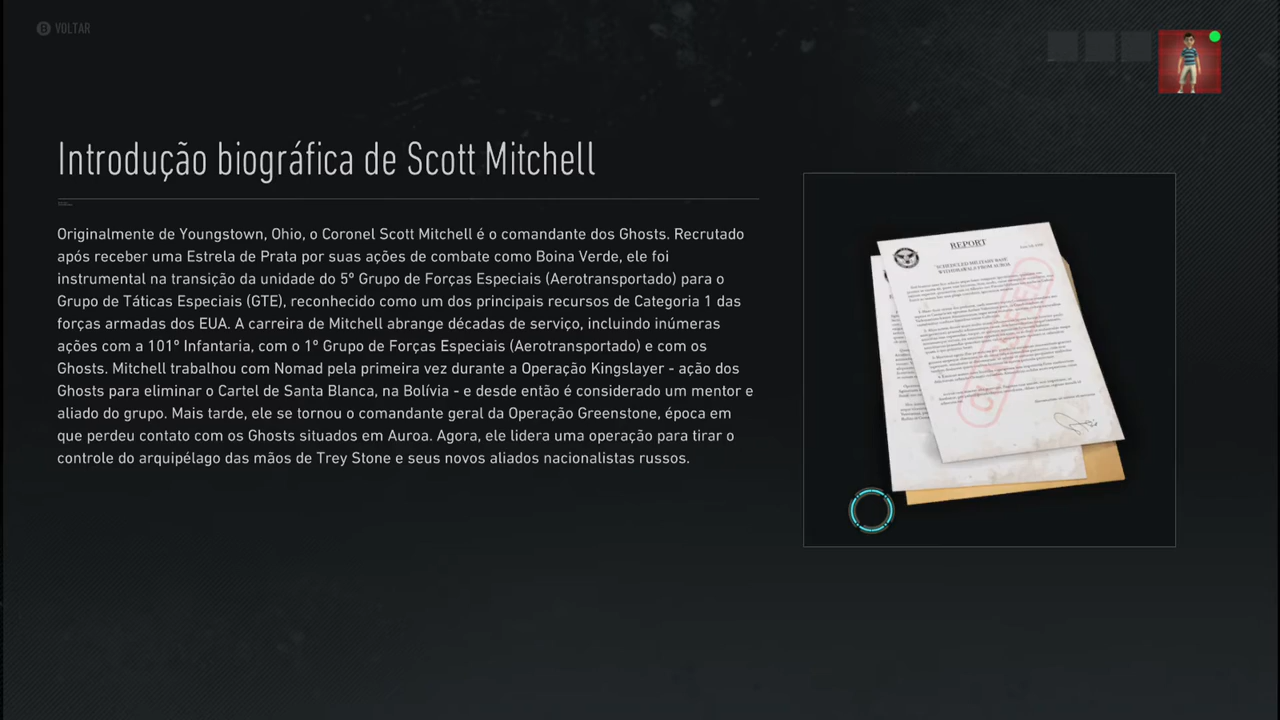 B VOLTAR
Introdução biográfica de Scott Mitchell
Originalmente de Youngstown, Ohio, o Coronel Scott Mitchell é o comandante dos Ghosts. Recrutado
após receber uma Estrela de Prata por suas ações de combate como Boina Verde, ele foi
instrumental na transição do Grupo do 5º Grupo de Forças Especiais (Aerotransportado) para o
Grupo de Táticas Especiais (GTE), reconhecido como um dos principais recursos de Categoria 1 das
forças armadas dos EUA. A carreira de Mitchell abrange décadas de serviço, incluindo inúmeras
ações com a 101º Infantaria, 1º Grupo de Forças Especiais (Aerotransportado) e com os
Ghosts. Mitchell trabalhou com Nomad pela primeira vez durante a Operação Kingslayer - ação dos
Ghosts para eliminar o Cartel Santa Blanca, na Bolívia - e desde então é considerado um mentor e
aliado do grupo. Mais tarde, ele se tornou o comandante geral da Operação Greenstone, época em
que perdeu contato com os Ghosts situados em Auroa. Agora, ele lidera uma operação para tirar o
controle do arquipélago das mãos de Trey Stone e seus novos aliados nacionalistas russos.
REPORT
SCHEDULED MILITARY BASE
WITHDRAWALS FROM AUROA